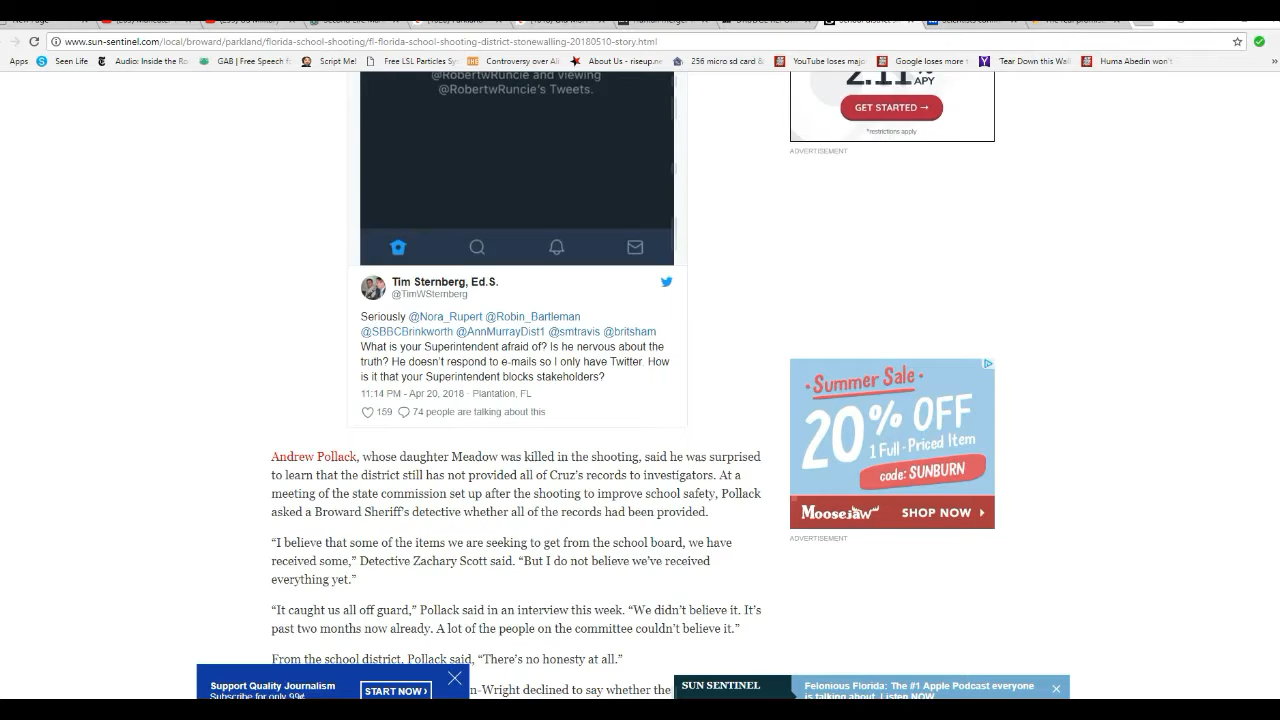 www.sun-sentinel.com/local/broward/parkland/florida-school-shooting/fl-florida-school-shooting-district-stonewalling-20180510-story.html
Apps Seen Life Audio: Inside the Ro GAB | Free Speech f Script Me! Free LSL Particles Sy Controversy over Ali About Us - riseup.ne 256 micro sd card & YouTube loses majo Google loses more t Tear Down this Wall Huma Abedin won't »
@RobertwRuncie and viewing
@RobertwRuncie's Tweets.
2.11% APY
GET STARTED →
*restrictions apply
ADVERTISEMENT
Tim Sternberg, Ed.S.
@TimWSternberg
Seriously @Nora_Rupert @Robin_Bartleman
@SBBCBrinkworth @AnnMurrayDist1 @smtravis @britsham
What is your Superintendent afraid of? Is he nervous about the
truth? He doesn't respond to e-mails so I only have Twitter. How
is it that your Superintendent blocks stakeholders?
11:14 PM - Apr 20, 2018 · Plantation, FL
159 74 people are talking about this
Summer Sale
20% OFF
1 Full-Priced Item
code: SUNBURN
Moosejaw SHOP NOW
ADVERTISEMENT
Andrew Pollack, whose daughter Meadow was killed in the shooting, said he was surprised
to learn that the district still has not provided all of Cruz's records to investigators. At a
meeting of the state commission set up after the shooting to improve school safety, Pollack
asked a Broward Sheriff's detective whether all of the records had been provided.
“I believe that some of the items we are seeking to get from the school board, we have
received some,” Detective Zachary Scott said. “But I do not believe we've received
everything yet.”
“It caught us all off guard,” Pollack said in an interview this week. “We didn't believe it. It's
past two months now already. A lot of the people on the committee couldn't believe it.”
From the school district, Pollack said, “There's no honesty at all.”
n-Wright declined to say whether the
Support Quality Journalism
Subscribe for only 99¢
START NOW ›
SUN SENTINEL
Felonious Florida: The #1 Apple Podcast everyone
is talking about. Listen NOW